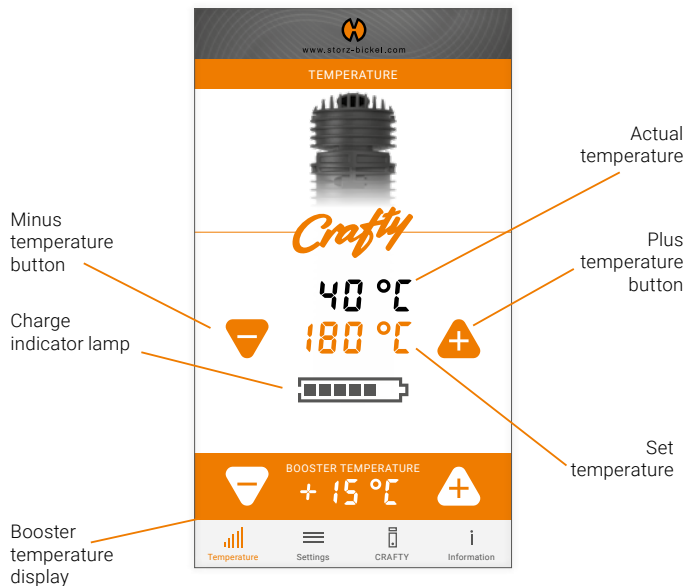 www.storz-bickel.com
TEMPERATURE
Actual
temperature
Minus
temperature
button
Crafty
Plus
temperature
button
40 °C
Charge
indicator lamp
180 °C
Set
temperature
BOOSTER TEMPERATURE
+ 15 °C
Booster
temperature
display
Temperature
Settings
CRAFTY
Information